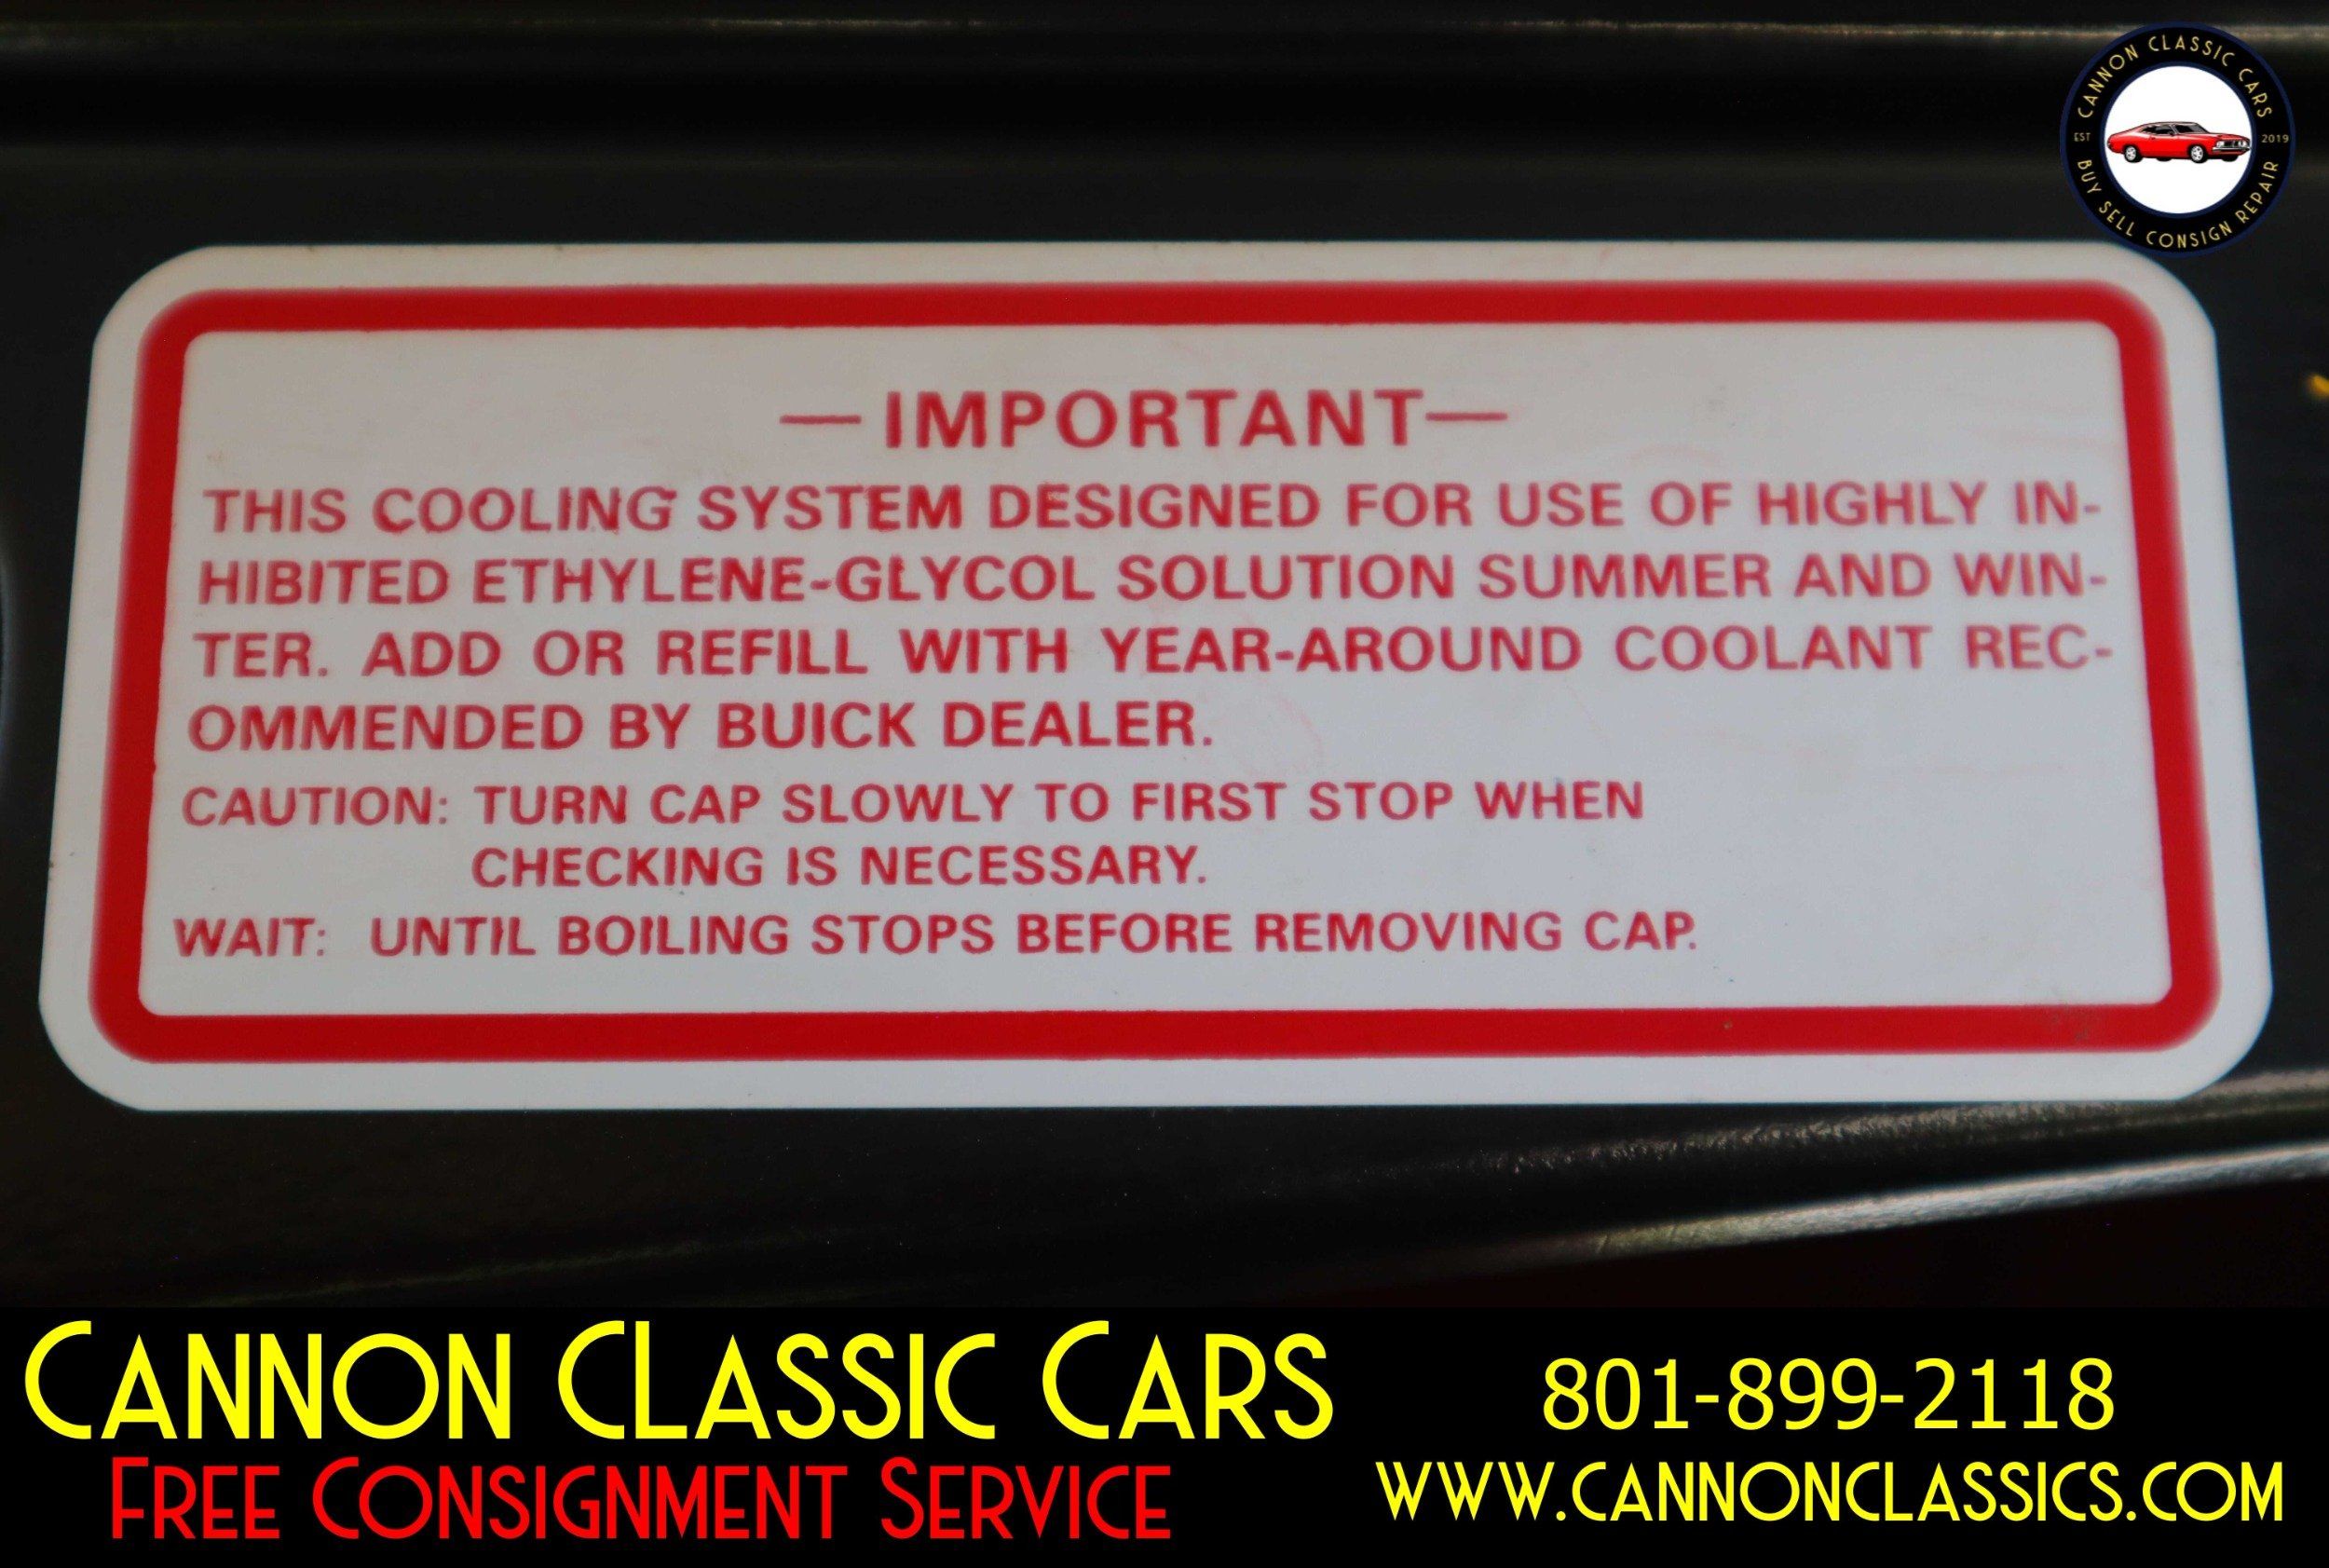 CANNON CLASSIC CARS
EST 2019
BUY SELL CONSIGN REPAIR
—IMPORTANT—
THIS COOLING SYSTEM DESIGNED FOR USE OF HIGHLY IN-
HIBITED ETHYLENE-GLYCOL SOLUTION SUMMER AND WIN-
TER. ADD OR REFILL WITH YEAR-AROUND COOLANT REC-
OMMENDED BY BUICK DEALER.
CAUTION: TURN CAP SLOWLY TO FIRST STOP WHEN
CHECKING IS NECESSARY.
WAIT: UNTIL BOILING STOPS BEFORE REMOVING CAP.
CANNON CLASSIC CARS
FREE CONSIGNMENT SERVICE
801-899-2118
WWW.CANNONCLASSICS.COM